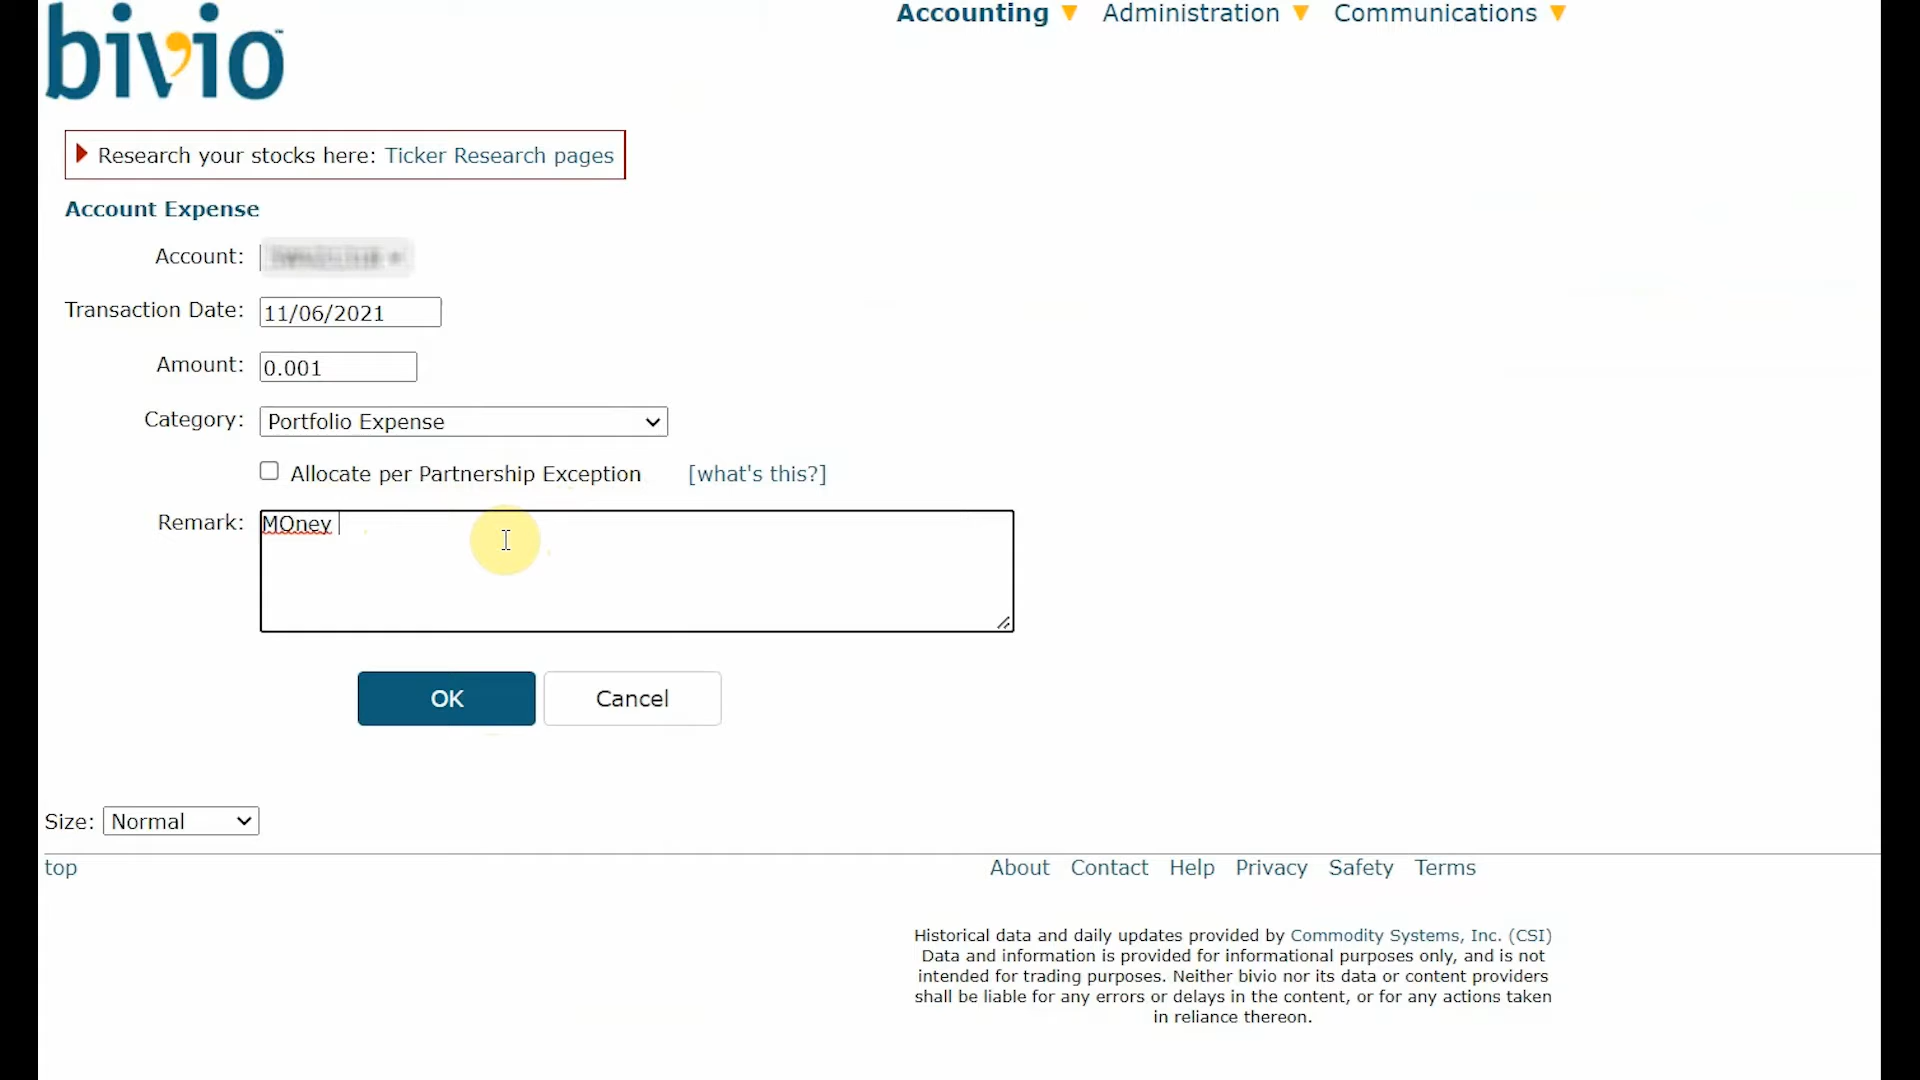 Accounting ▼ Administration ▼ Communications ▼
bivio™
Research your stocks here: Ticker Research pages
Account Expense
Account:
Transaction Date: 11/06/2021
Amount: 0.001
Category: Portfolio Expense
Allocate per Partnership Exception [what's this?]
Remark: MOney
OK Cancel
Size: Normal
top About Contact Help Privacy Safety Terms
Historical data and daily updates provided by Commodity Systems, Inc. (CSI)
Data and information is provided for informational purposes only, and is not
intended for trading purposes. Neither bivio nor its data or content providers
shall be liable for any errors or delays in the content, or for any actions taken
in reliance thereon.